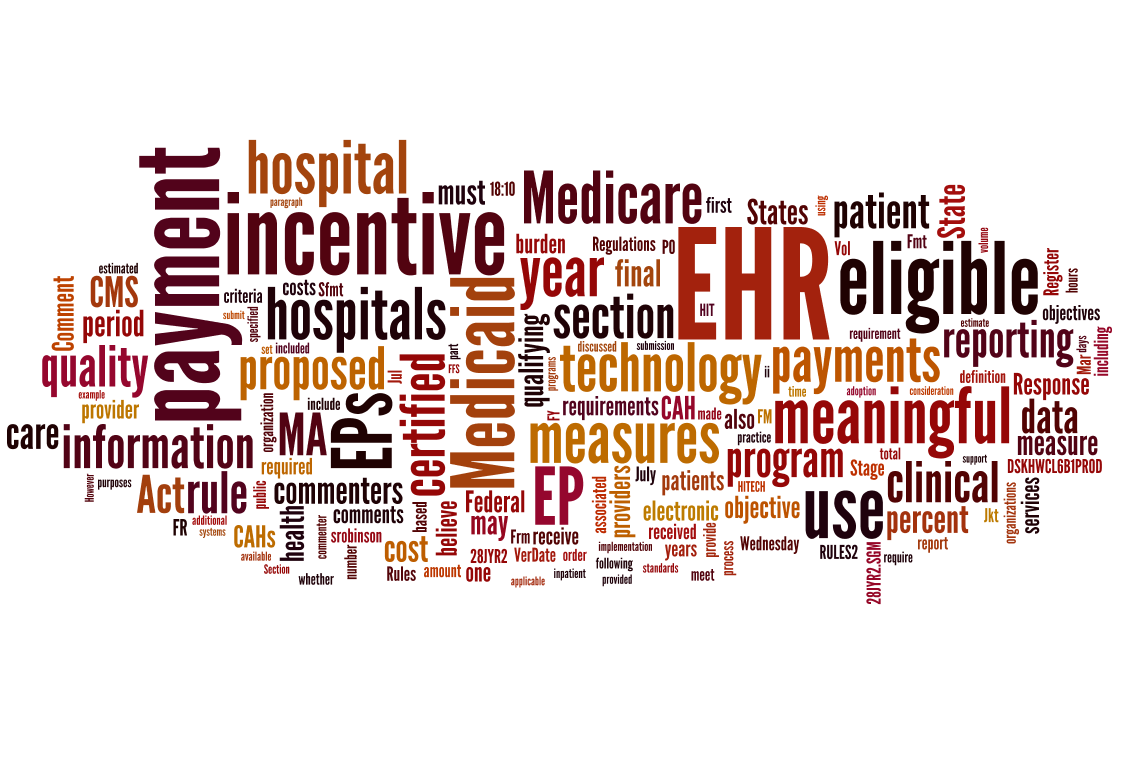 payment
hospital
paragraph
incentive
must
18:10
Medicare
first
States
using
patient
State
Vol
Fmt
volume
burden
Regulations
PO
year
final
EHR
HIT
eligible
Register
hours
estimated
CMS
Comment
period
criteria
costs
Sfmt
submit
specified
hospitals
Medicaid
qualifying
section
requirement
estimate
objectives
reporting
Mar
days
including
quality
example
provider
set
included
proposed
Jul
certified
part
FFS
discussed
submission
programs
technology
ii
payments
time
adoption
consideration
definition
Response
care
information
organization
include
MA
EPs
FY
requirements
CAH
made
also
FM
practice
meaningful
data
measure
measures
However
purposes
Act
rule
public
required
commenters
Federal
may
EP
associated
providers
July
patients
HITECH
program
Stage
total
support
clinical
DSKHWCL6B1PROD
FR
additional
systems
CAHs
available
Section
health
commenter
comments
srobinson
number
based
believe
cost
Frm
receive
electronic
objective
use
percent
Jkt
organizations
services
whether
Rules
amount
one
28JYR2
VerDate
order
applicable
inpatient
implementation
following
provided
received
years
standards
provide
meet
process
Wednesday
RULES2
28JYR2.SGM
require
report